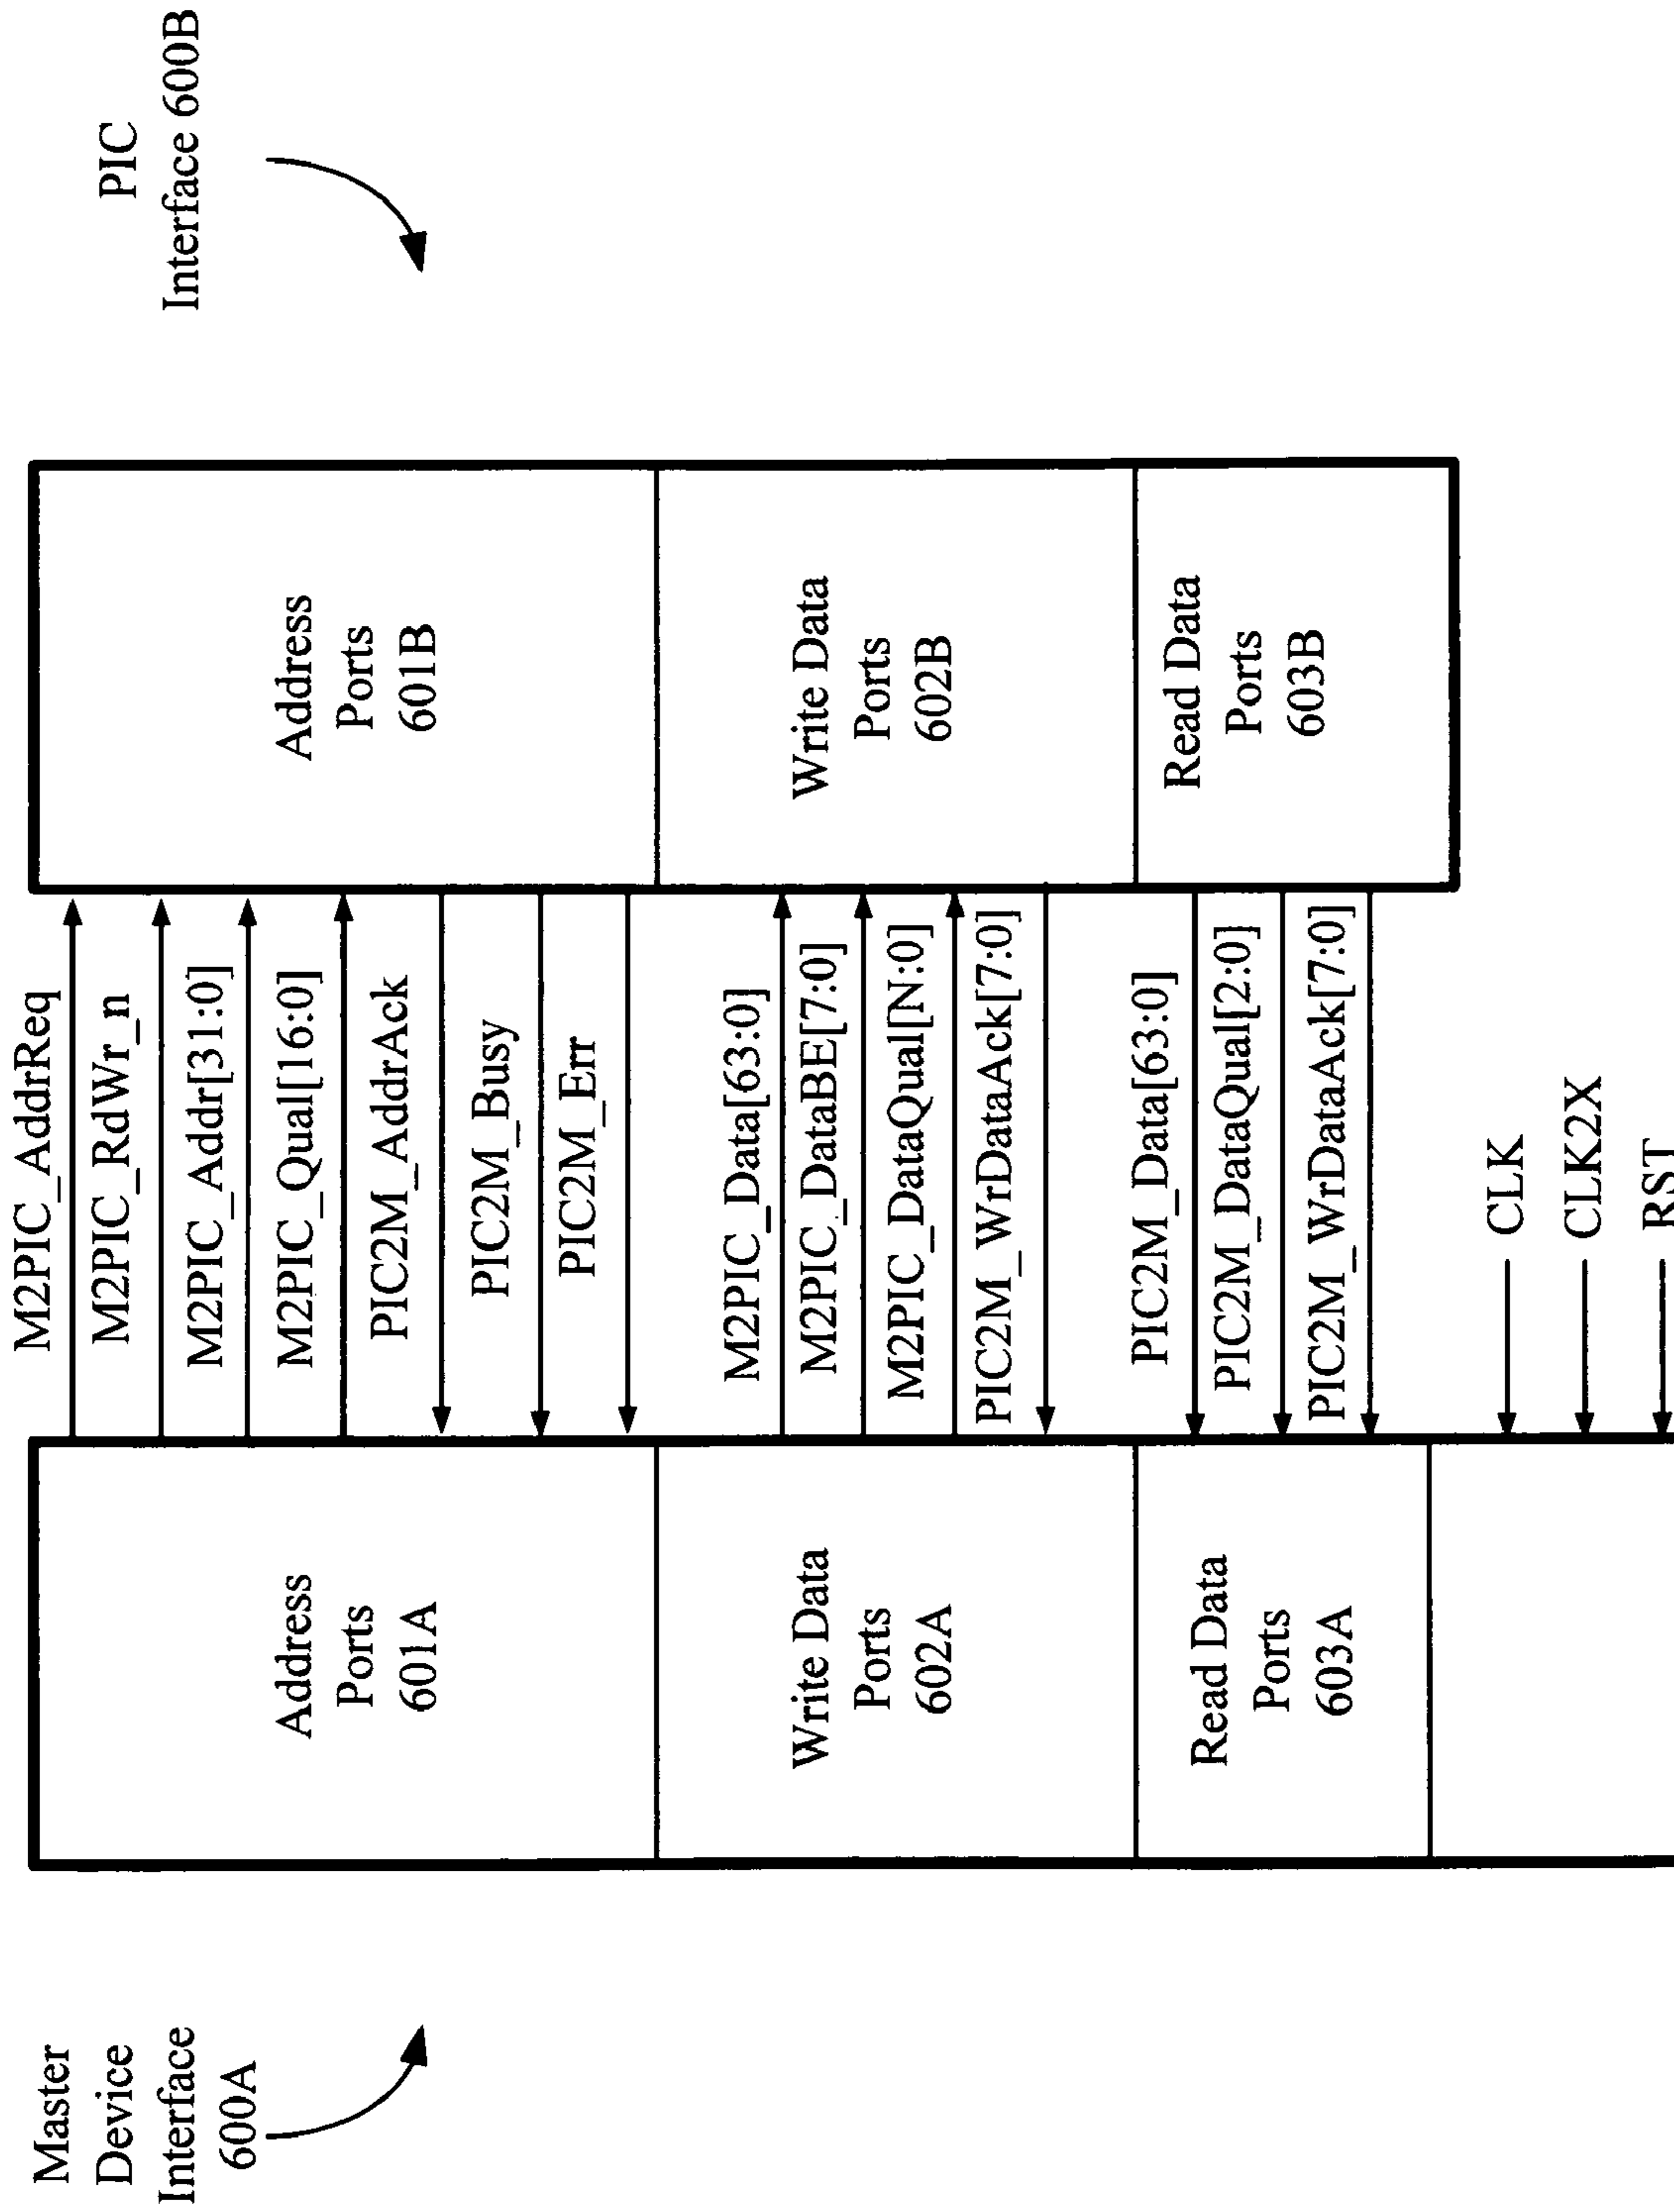 Master
Device
Interface
600A
PIC
Interface 600B
Address
Ports
601A
Write Data
Ports
602A
Read Data
Ports
603A
M2PIC_AddrReq
M2PIC_RdWr_n
M2PIC_Addr[31:0]
M2PIC_Qual[16:0]
PIC2M_AddrAck
PIC2M_Busy
PIC2M_Err
M2PIC_Data[63:0]
M2PIC_DataBE[7:0]
M2PIC_DataQual[N:0]
PIC2M_WrDataAck[7:0]
PIC2M_Data[63:0]
PIC2M_DataQual[2:0]
PIC2M_WrDataAck[7:0]
CLK
CLK2X
RST
Address
Ports
601B
Write Data
Ports
602B
Read Data
Ports
603B